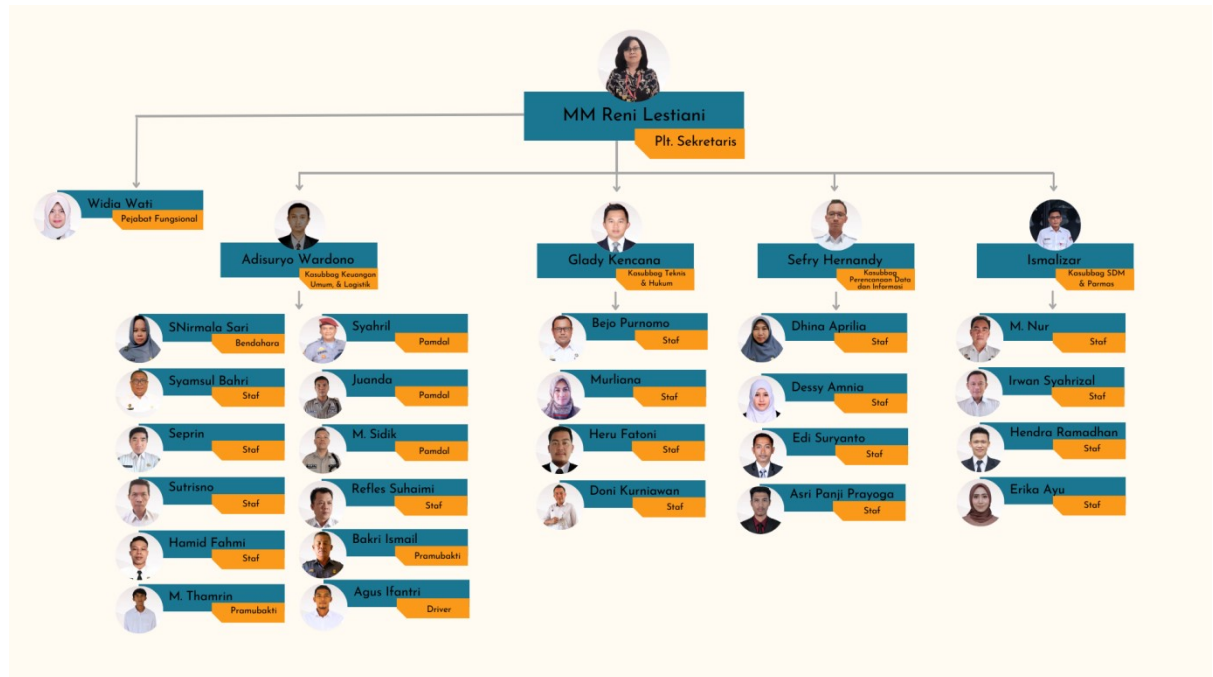 MM Reni Lestiani
Plt. Sekretaris
Widia Wati
Pejabat Fungsional
Adisuryo Wardono
Kasubbag Keuangan
Umum, & Logistik
Glady Kencana
Kasubbag Teknis
& Hukum
Sefry Hernandy
Kasubbag
Perencanaan Data
dan Informasi
Ismalizar
Kasubbag SDM
& Parmas
SNirmala Sari
Bendahara
Syamsul Bahri
Staf
Seprin
Staf
Sutrisno
Staf
Hamid Fahmi
Staf
M. Thamrin
Pramubakti
Syahril
Pamdal
Juanda
Pamdal
M. Sidik
Pamdal
Refles Suhaimi
Staf
Bakri Ismail
Pramubakti
Agus Ifantri
Driver
Bejo Purnomo
Staf
Murliana
Staf
Heru Fatoni
Staf
Doni Kurniawan
Staf
Dhina Aprilia
Staf
Dessy Amnia
Staf
Edi Suryanto
Staf
Asri Panji Prayoga
Staf
M. Nur
Staf
Irwan Syahrizal
Staf
Hendra Ramadhan
Staf
Erika Ayu
Staf